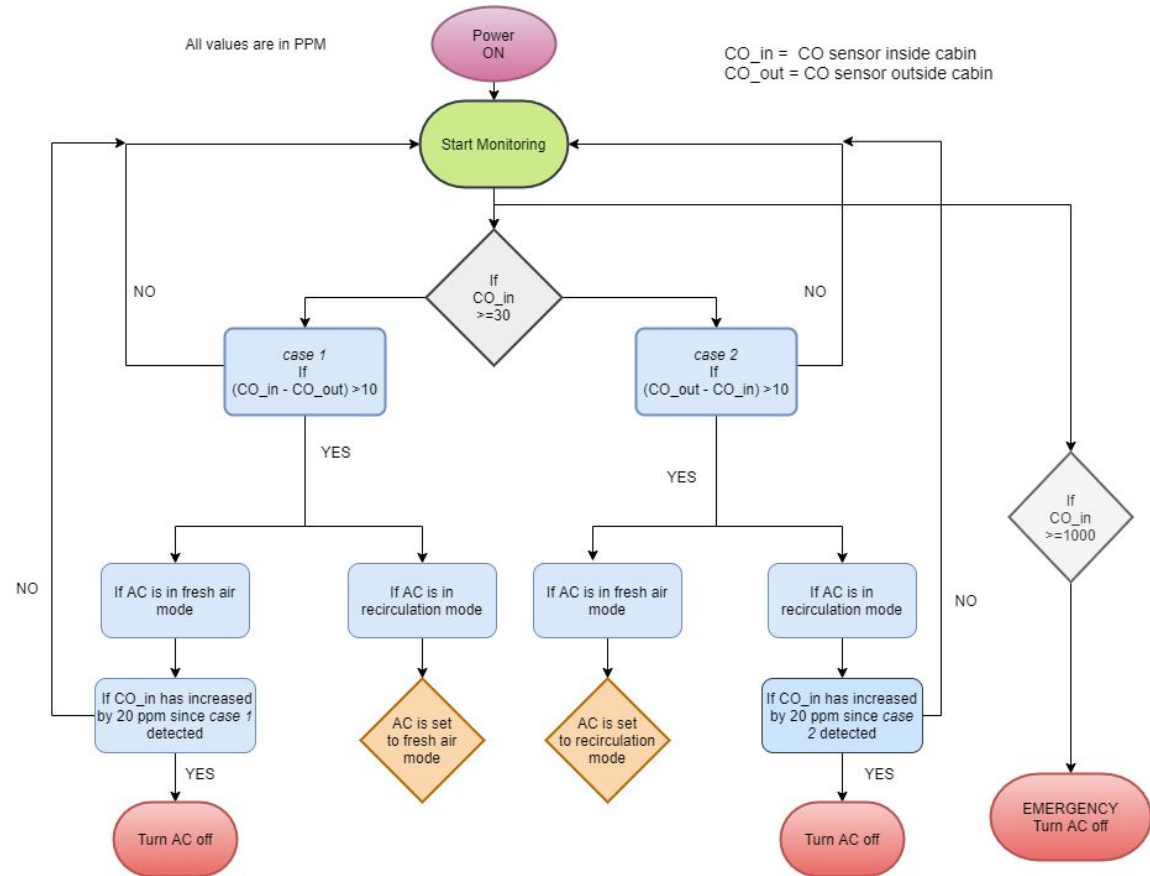 All values are in PPM
Power
ON
CO_in = CO sensor inside cabin
CO_out = CO sensor outside cabin
Start Monitoring
If
CO_in
>=30
NO
NO
case 1
If
(CO_in - CO_out) >10
case 2
If
(CO_out - CO_in) >10
YES
YES
If
CO_in
>=1000
If AC is in fresh air
mode
If AC is in
recirculation mode
If AC is in fresh air
mode
If AC is in
recirculation mode
NO
NO
If CO_in has increased
by 20 ppm since case 1
detected
AC is set
to fresh air
mode
AC is set
to recirculation
mode
If CO_in has increased
by 20 ppm since case
2 detected
YES
YES
Turn AC off
Turn AC off
EMERGENCY
Turn AC off